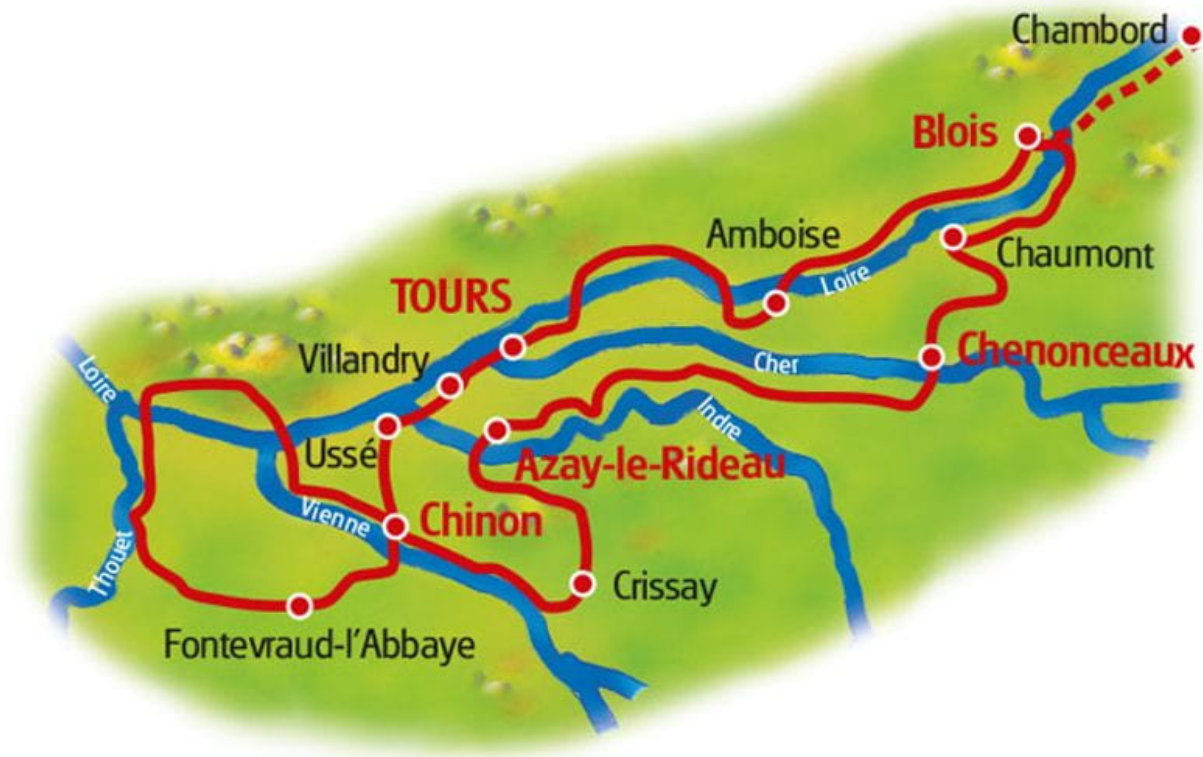 Chambord
Blois
Amboise
Chaumont
Loire
TOURS
Villandry
Cher
Chenonceaux
Loire
Indre
Ussé
Azay-le-Rideau
Vienne
Chinon
Thouet
Crissay
Fontevraud-l'Abbaye